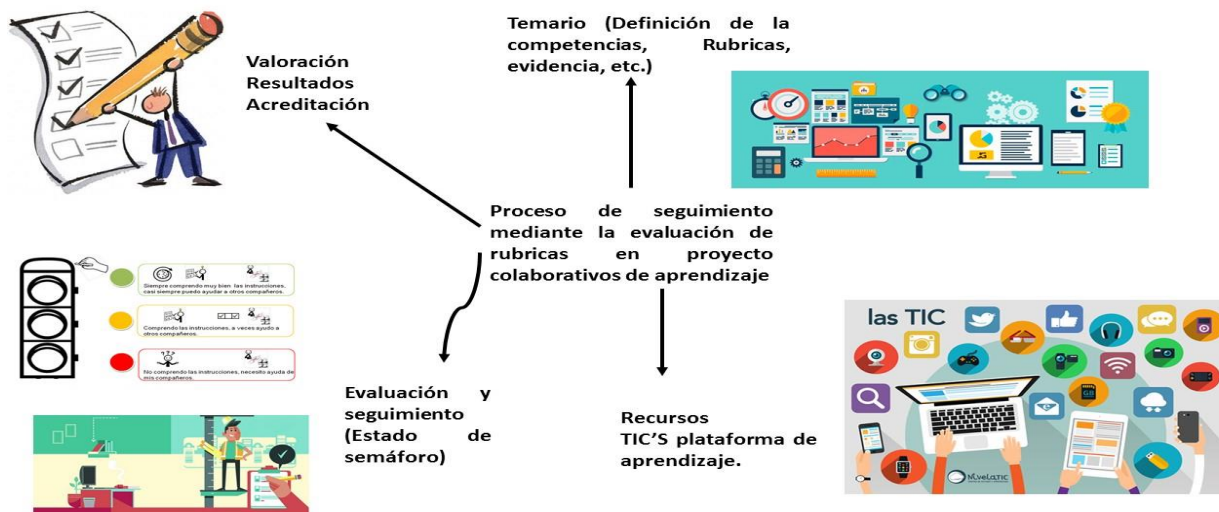 Temario (Definición de la
competencias, Rubricas,
evidencia, etc.)
Valoración
Resultados
Acreditación
Proceso de seguimiento
mediante la evaluación de
rubricas en proyecto
colaborativos de aprendizaje
Siempre comprendo muy bien las instrucciones,
casi siempre puedo ayudar a otros compañeros.
Comprendo las instrucciones, a veces ayudo a
otros compañeros.
No comprendo las instrucciones, necesito ayuda de
mis compañeros.
las TIC
Evaluación y
seguimiento
(Estado de
semáforo)
Recursos
TIC'S plataforma de
aprendizaje.
NiveLaTIC